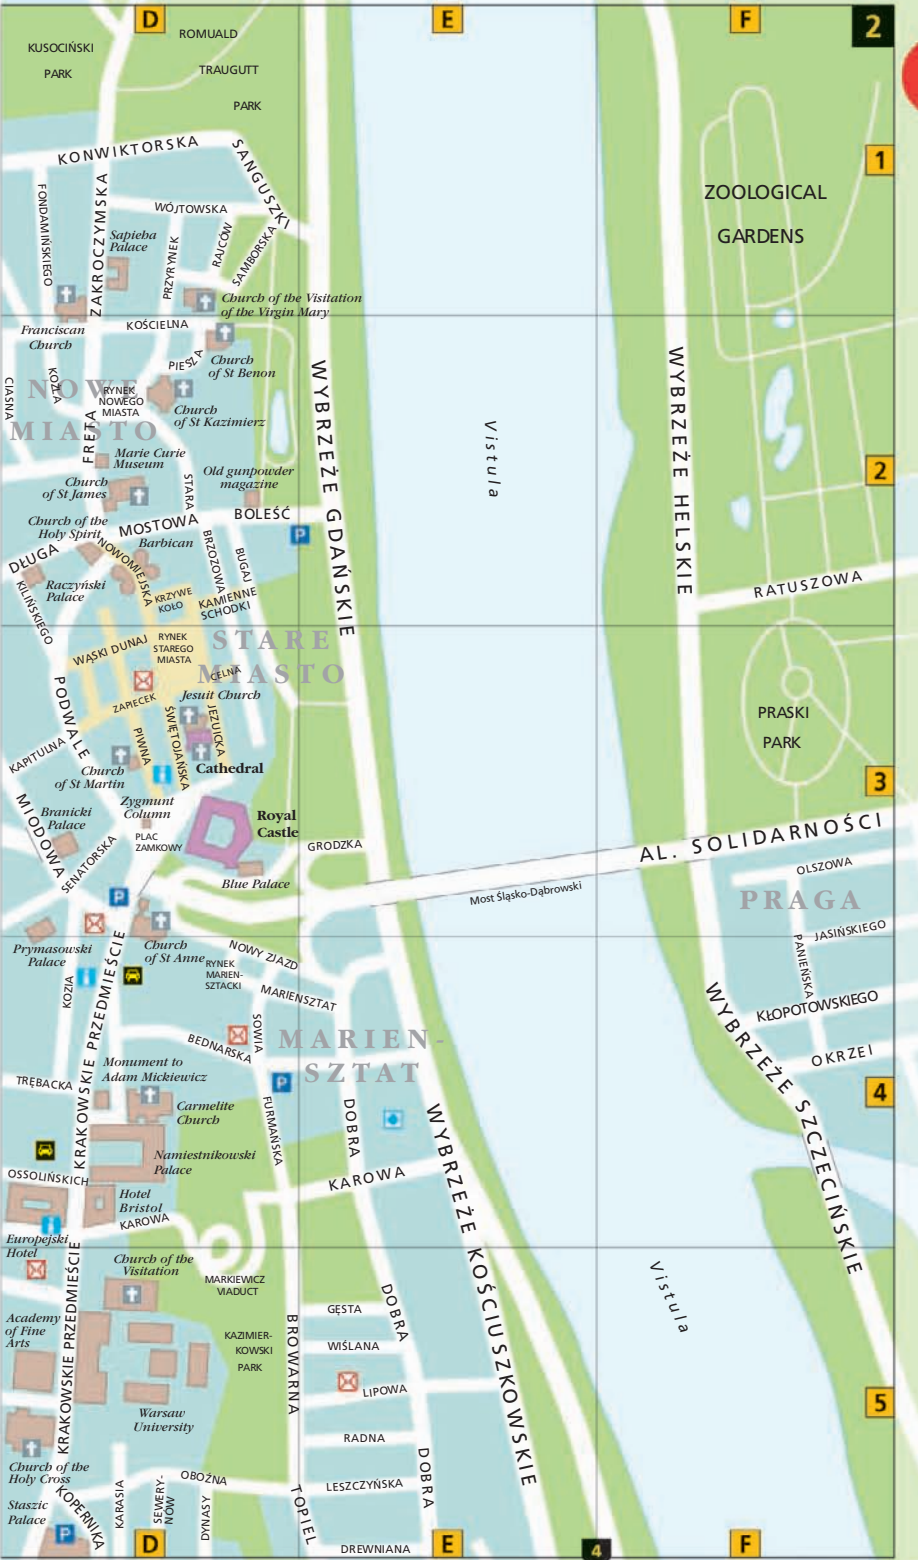 D
E
F
2
KUSOCIŃSKI
PARK
ROMUALD
TRAUGUTT
PARK
KONWIKTORSKA
SANGUSZKI
1
FONDAMIŃSKIEGO
ZAKROCZYMSKA
WÓJTOWSKA
ZOOLOGICAL
GARDENS
Sapieha
Palace
PRZYRYNEK
RAJCÓW
SAMBORSKA
Church of the Visitation
of the Virgin Mary
Franciscan
Church
KOŚCIELNA
PIESZA
Church
of St Benon
CIASNA
KOŹLA
NOWE
MIASTO
RYNEK
NOWEGO
MIASTA
FRETA
Church
of St Kazimierz
WYBRZEŻE GDAŃSKIE
Vistula
WYBRZEŻE HELSKIE
Marie Curie
Museum
Church
of St James
STARA
Old gunpowder
magazine
2
Church of the
Holy Spirit
MOSTOWA
BOLEŚĆ
P
DŁUGA
NOWOMIEJSKA
Barbican
BRZOZOWA
BUGAJ
Raczyński
Palace
KILIŃSKIEGO
KRZYWE
KOŁO
KAMIENNE
SCHODKI
RATUSZOWA
WĄSKI DUNAJ
RYNEK
STAREGO
MIASTA
STARE
MIASTO
CELNA
PODWALE
ZAPIECEK
Jesuit Church
JEZUICKA
ŚWIĘTOJAŃSKA
PIWNA
KAPITULNA
PRASKI
PARK
Church
of St Martin
i
Cathedral
3
MIODOWA
Branicki
Palace
Zygmunt
Column
PLAC
ZAMKOWY
Royal
Castle
SENATORSKA
GRODZKA
AL. SOLIDARNOŚCI
Blue Palace
Most Śląsko-Dąbrowski
OLSZOWA
PRAGA
P
Prymasowski
Palace
Church
of St Anne
NOWY ZJAZD
RYNEK
MARIEN-
SZTACKI
JASIŃSKIEGO
PANIEŃSKA
i
KOZIA
KRAKOWSKIE PRZEDMIEŚCIE
MARIENSZTAT
KŁOPOTOWSKIEGO
WYBRZEŻE SZCZECIŃSKIE
BEDNARSKA
SOWIA
MARIEN-
SZTAT
OKRZEI
Monument to
Adam Mickiewicz
TRĘBACKA
P
4
Carmelite
Church
FURMAŃSKA
DOBRA
WYBRZEŻE KOŚCIUSZKOWSKIE
Namiestnikowski
Palace
OSSOLIŃSKICH
KAROWA
Hotel
Bristol
KAROWA
i
Europejski
Hotel
KRAKOWSKIE PRZEDMIEŚCIE
Church of the
Visitation
MARKIEWICZ
VIADUCT
Vistula
DOBRA
GĘSTA
Academy
of Fine
Arts
BROWARNA
KAZIMIER-
KOWSKI
PARK
WIŚLANA
LIPOWA
5
Warsaw
University
RADNA
Church of the
Holy Cross
OBOŹNA
LESZCZYŃSKA
DOBRA
KARASIA
SEWERY-
NÓW
DYNASY
TOPIEL
Staszic
Palace
KOPERNIKA
P
D
DREWNIANA
E
4
F